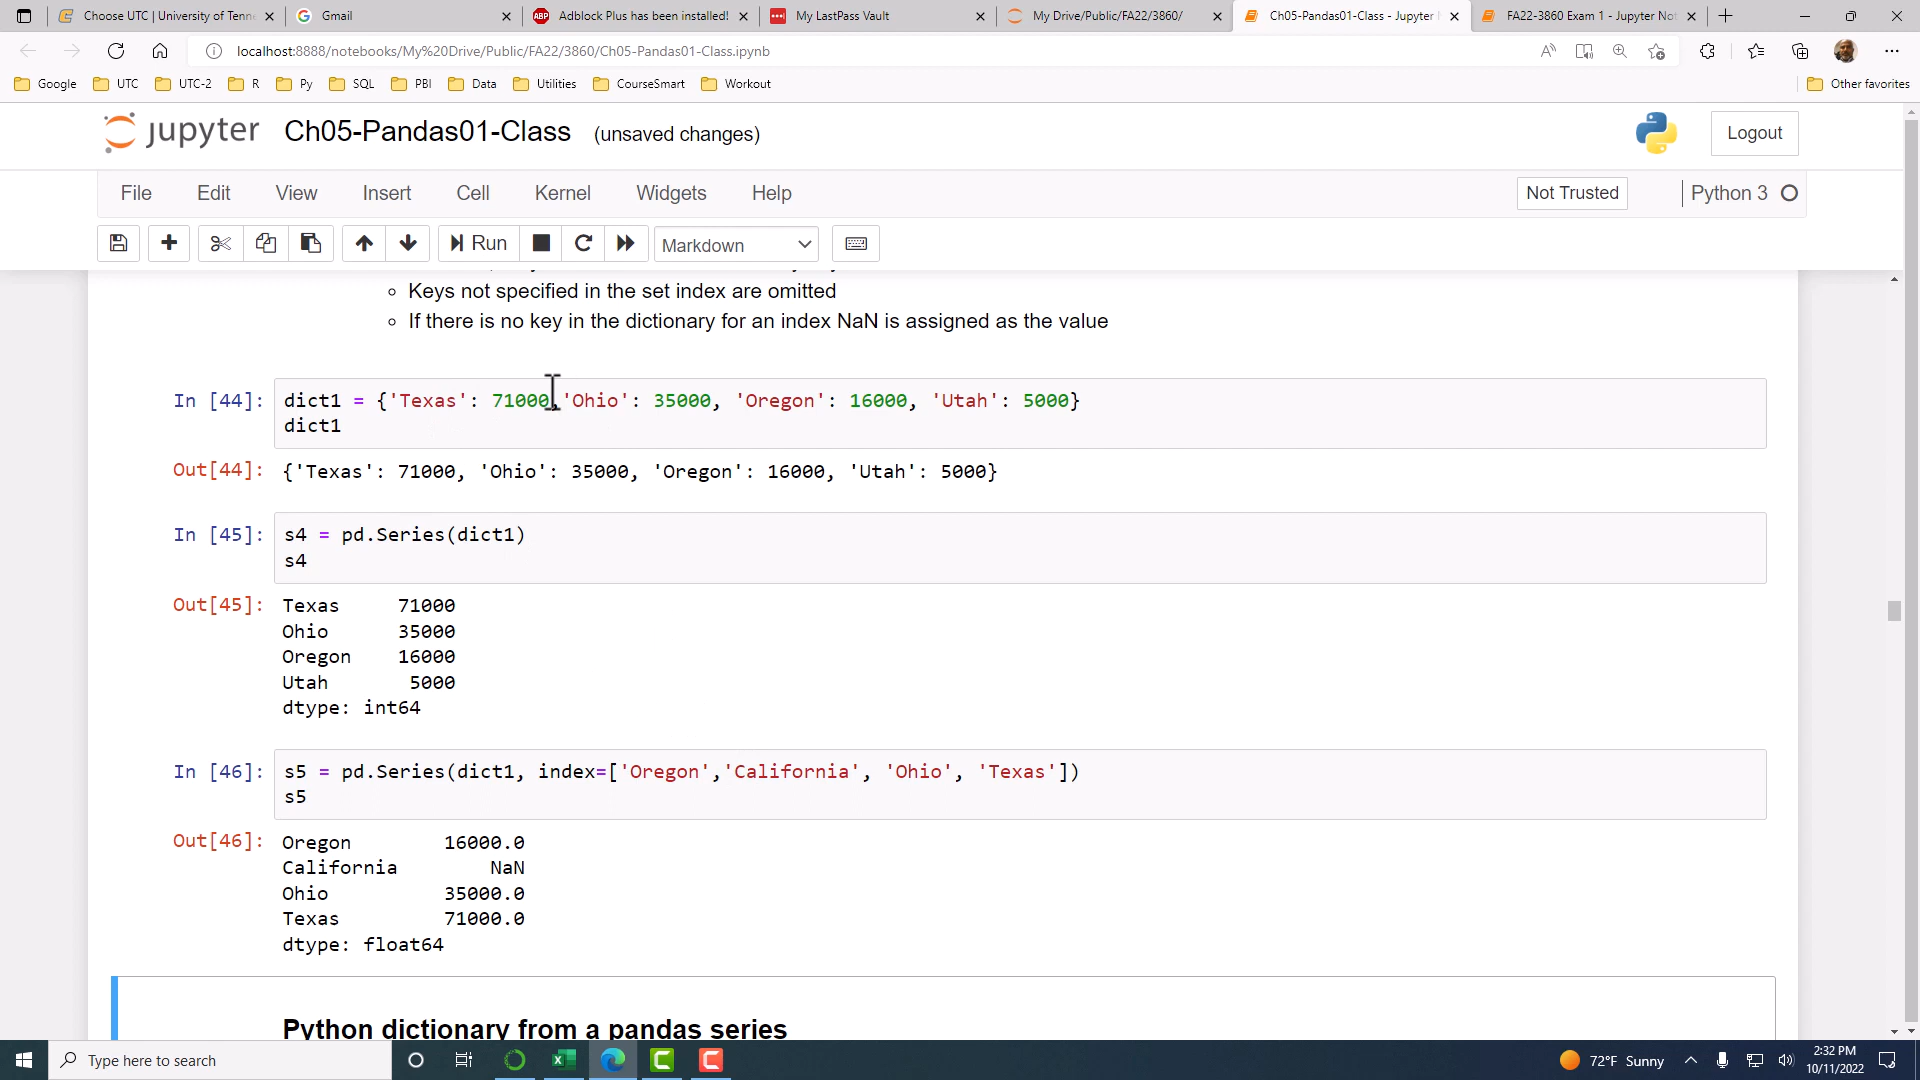 Choose UTC | University of Tenne
Gmail
Adblock Plus has been installed!
My LastPass Vault
My Drive/Public/FA22/3860/
Ch05-Pandas01-Class - Jupyter
FA22-3860 Exam 1 - Jupyter Not
localhost:8888/notebooks/My%20Drive/Public/FA22/3860/Ch05-Pandas01-Class.ipynb
Google UTC UTC-2 R Py SQL PBI Data Utilities CourseSmart Workout Other favorites
jupyter Ch05-Pandas01-Class (unsaved changes) Logout
File Edit View Insert Cell Kernel Widgets Help Not Trusted Python 3
Run Markdown
Keys not specified in the set index are omitted
If there is no key in the dictionary for an index NaN is assigned as the value
In [44]: dict1 = {'Texas': 71000,'Ohio': 35000, 'Oregon': 16000, 'Utah': 5000}
dict1
Out[44]: {'Texas': 71000, 'Ohio': 35000, 'Oregon': 16000, 'Utah': 5000}
In [45]: s4 = pd.Series(dict1)
s4
Out[45]: Texas 71000
Ohio 35000
Oregon 16000
Utah 5000
dtype: int64
In [46]: s5 = pd.Series(dict1, index=['Oregon','California', 'Ohio', 'Texas'])
s5
Out[46]: Oregon 16000.0
California NaN
Ohio 35000.0
Texas 71000.0
dtype: float64
Python dictionary from a pandas series
Type here to search
72°F Sunny
2:32 PM
10/11/2022